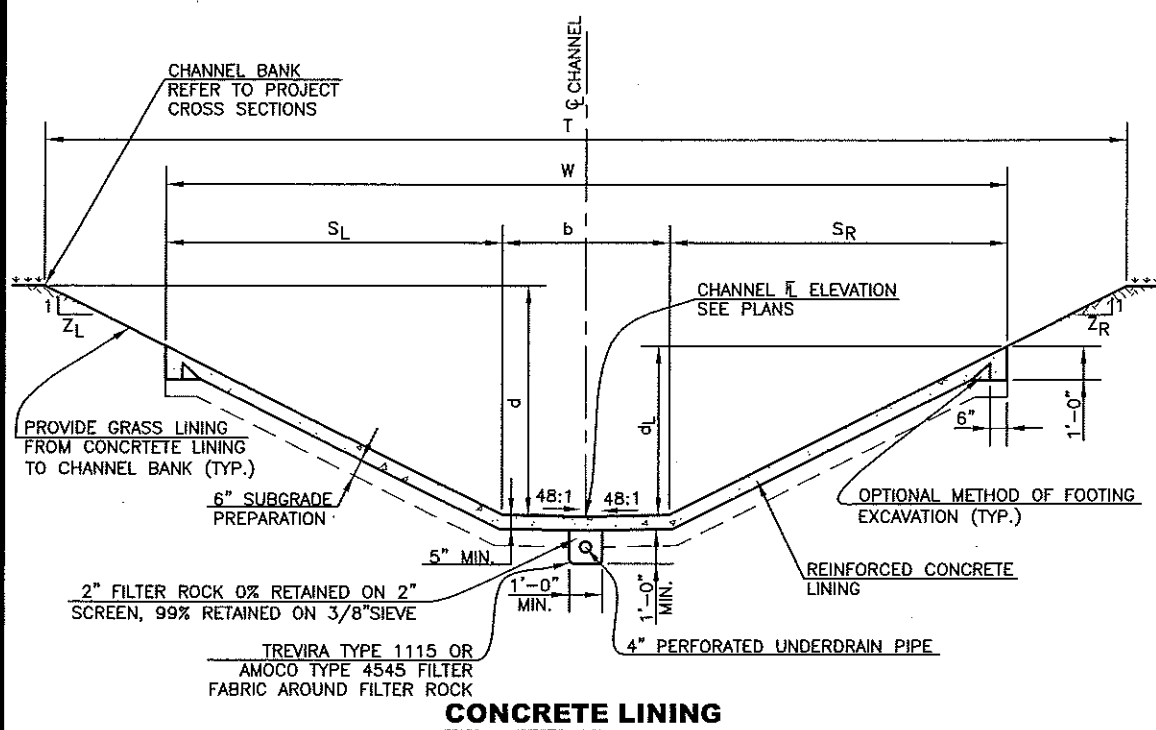 ℄ CHANNEL
CHANNEL BANK
REFER TO PROJECT
CROSS SECTIONS
T
W
SL
b
SR
CHANNEL ℄ ELEVATION
SEE PLANS
1
ZL
1
ZR
d
dL
6"
1'-0"
PROVIDE GRASS LINING
FROM CONCRTETE LINING
TO CHANNEL BANK (TYP.)
6" SUBGRADE
PREPARATION
48:1
48:1
OPTIONAL METHOD OF FOOTING
EXCAVATION (TYP.)
5" MIN.
REINFORCED CONCRETE
LINING
2" FILTER ROCK 0% RETAINED ON 2"
SCREEN, 99% RETAINED ON 3/8"SIEVE
1'-0"
MIN.
1'-0"
MIN.
TREVIRA TYPE 1115 OR
AMOCO TYPE 4545 FILTER
FABRIC AROUND FILTER ROCK
4" PERFORATED UNDERDRAIN PIPE
CONCRETE LINING